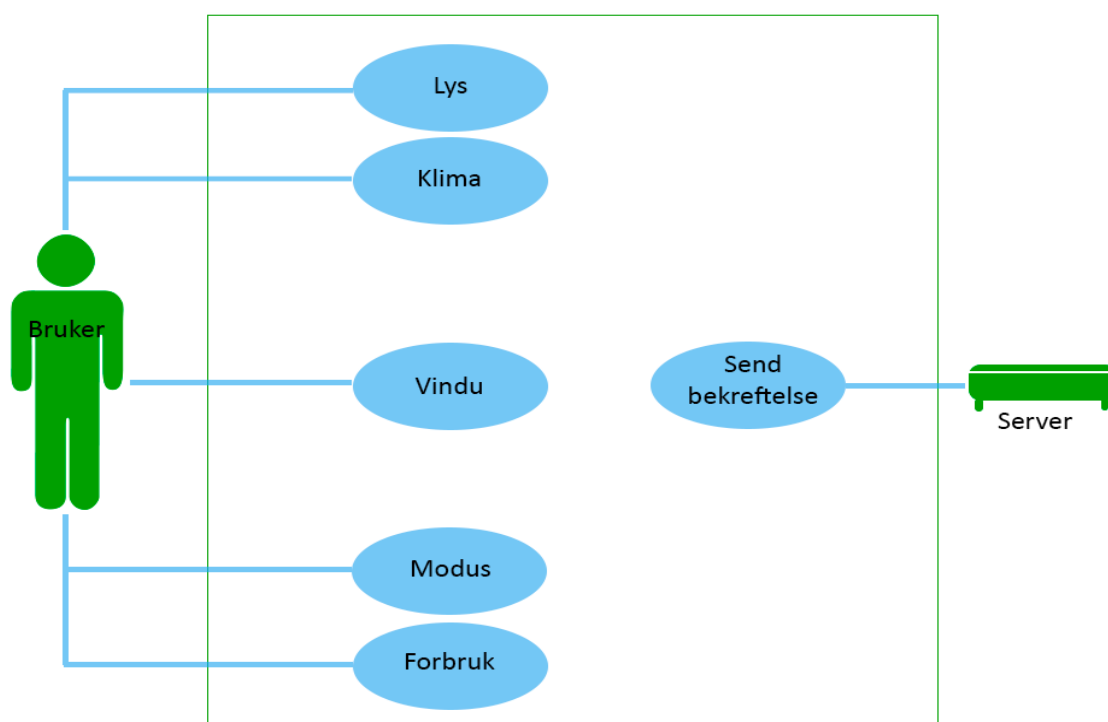 Lys
Klima
Bruker
Vindu
Send
bekreftelse
Server
Modus
Forbruk